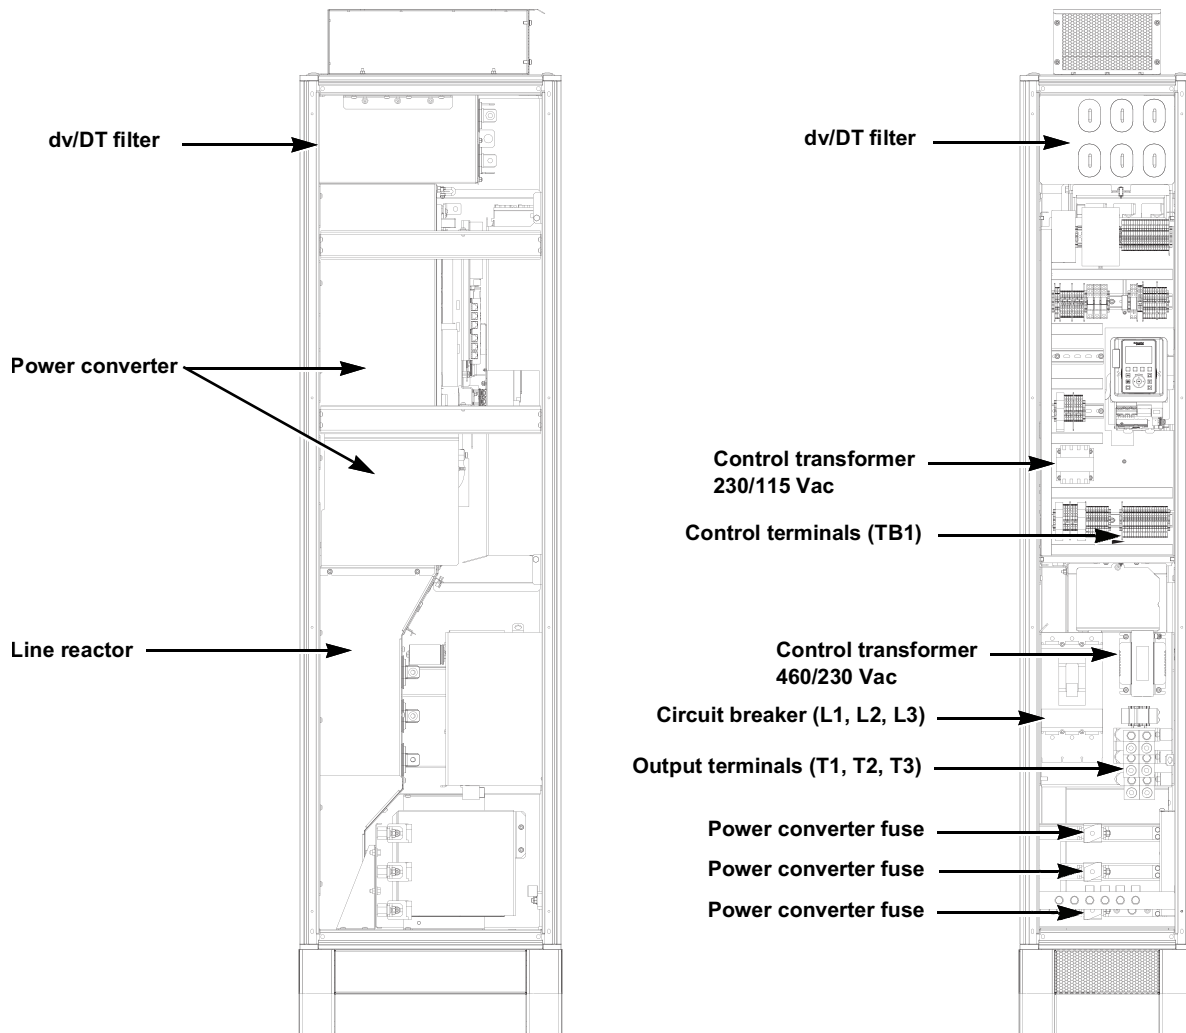 dv/DT filter
Power converter
Line reactor
dv/DT filter
Control transformer
230/115 Vac
Control terminals (TB1)
Control transformer
460/230 Vac
Circuit breaker (L1, L2, L3)
Output terminals (T1, T2, T3)
Power converter fuse
Power converter fuse
Power converter fuse